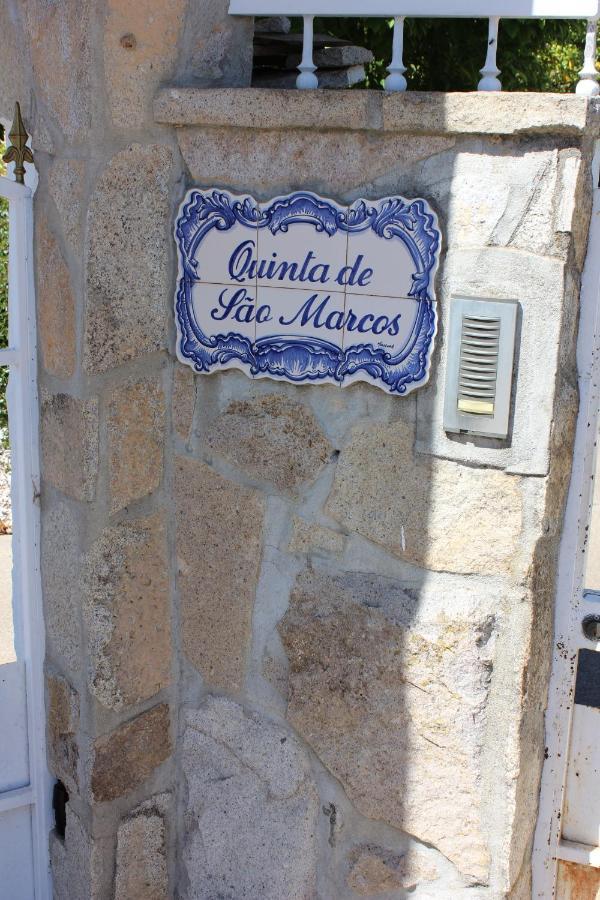 Quinta de
São Marcos